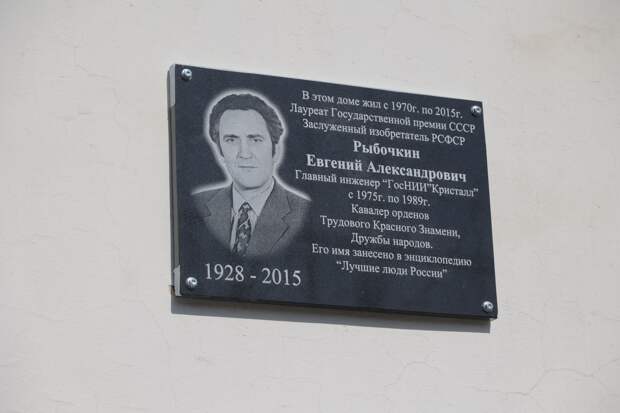 В этом доме жил с 1970г. по 2015г.
Лауреат Государственной премии СССР
Заслуженный изобретатель РСФСР
Рыбочкин
Евгений Александрович
Главный инженер “ГосНИИ”Кристалл”
с 1975г. по 1989г.
Кавалер орденов
Трудового Красного Знамени,
Дружбы народов.
Его имя занесено в энциклопедию
“Лучшие люди России”
1928 - 2015